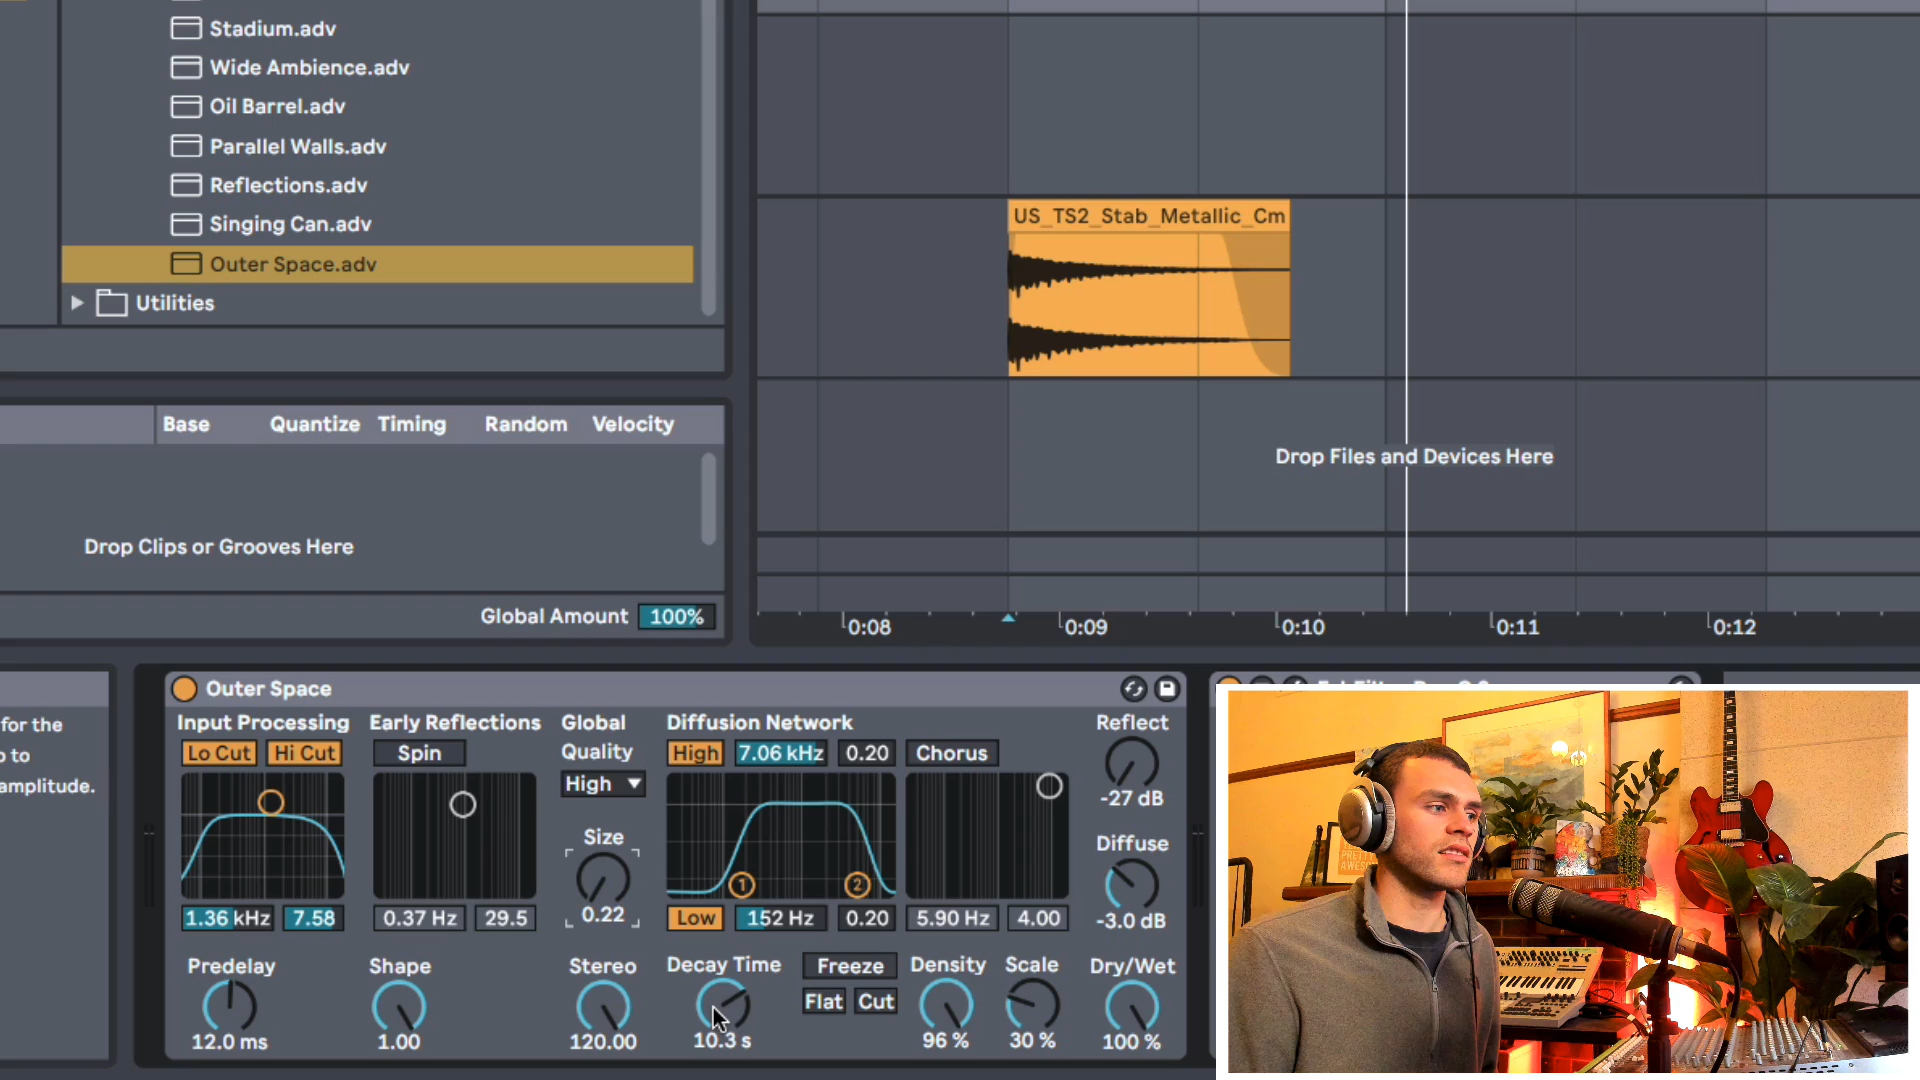 Stadium.adv
Wide Ambience.adv
Oil Barrel.adv
Parallel Walls.adv
Reflections.adv
Singing Can.adv
Outer Space.adv
Utilities
US_TS2_Stab_Metallic_Cm
Base Quantize Timing Random Velocity
Drop Files and Devices Here
Drop Clips or Grooves Here
Global Amount 100%
0:08 0:09 0:10 0:11 0:12
for the
o to
amplitude.
Outer Space
Input Processing
Lo Cut Hi Cut
1.36 kHz 7.58
Predelay
12.0 ms
Early Reflections
Spin
0.37 Hz 29.5
Shape
1.00
Global
Quality
High
Size
0.22
Stereo
120.00
Diffusion Network
High 7.06 kHz 0.20 Chorus
1 2
Low 152 Hz 0.20 5.90 Hz 4.00
Decay Time
10.3 s
Freeze
Flat Cut
Density
96 %
Scale
30 %
Reflect
-27 dB
Diffuse
-3.0 dB
Dry/Wet
100 %